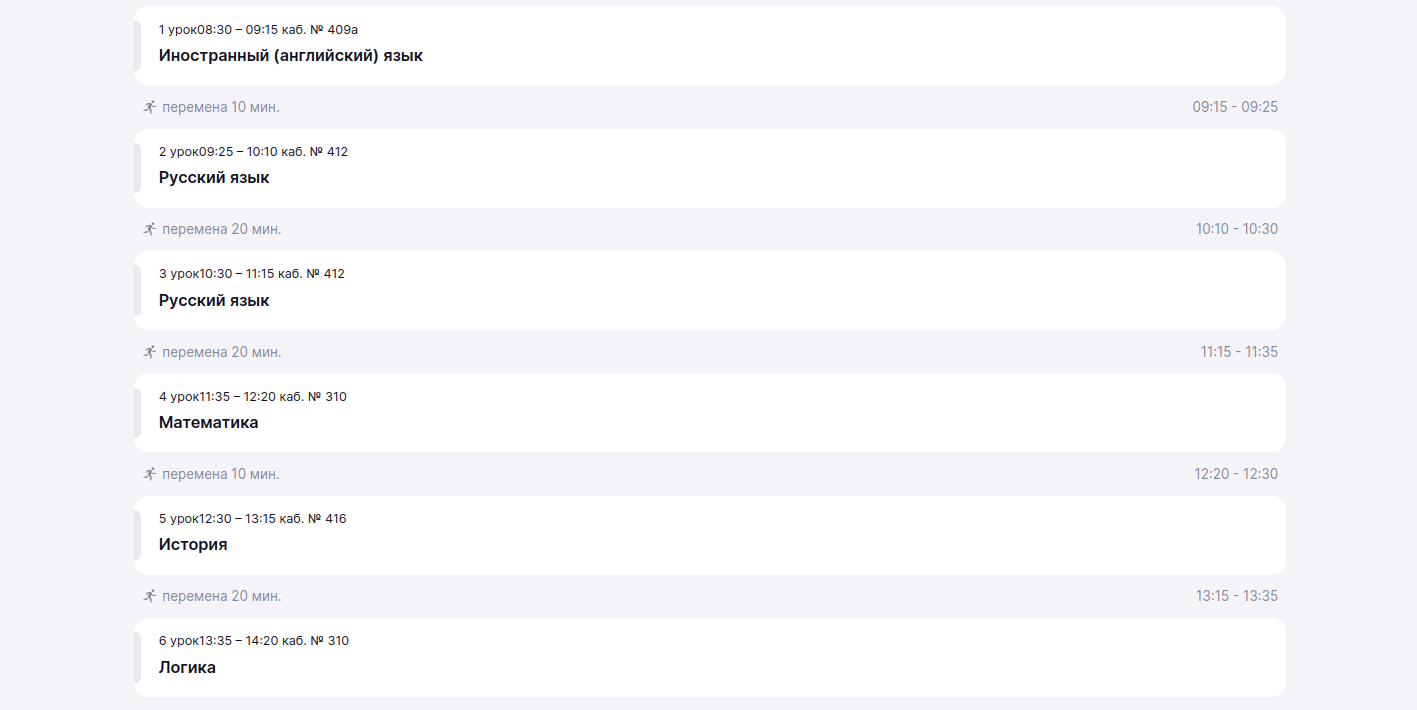 1 урок08:30 – 09:15 каб. № 409а
Иностранный (английский) язык
перемена 10 мин. 09:15 - 09:25
2 урок09:25 – 10:10 каб. № 412
Русский язык
перемена 20 мин. 10:10 - 10:30
3 урок10:30 – 11:15 каб. № 412
Русский язык
перемена 20 мин. 11:15 - 11:35
4 урок11:35 – 12:20 каб. № 310
Математика
перемена 10 мин. 12:20 - 12:30
5 урок12:30 – 13:15 каб. № 416
История
перемена 20 мин. 13:15 - 13:35
6 урок13:35 – 14:20 каб. № 310
Логика